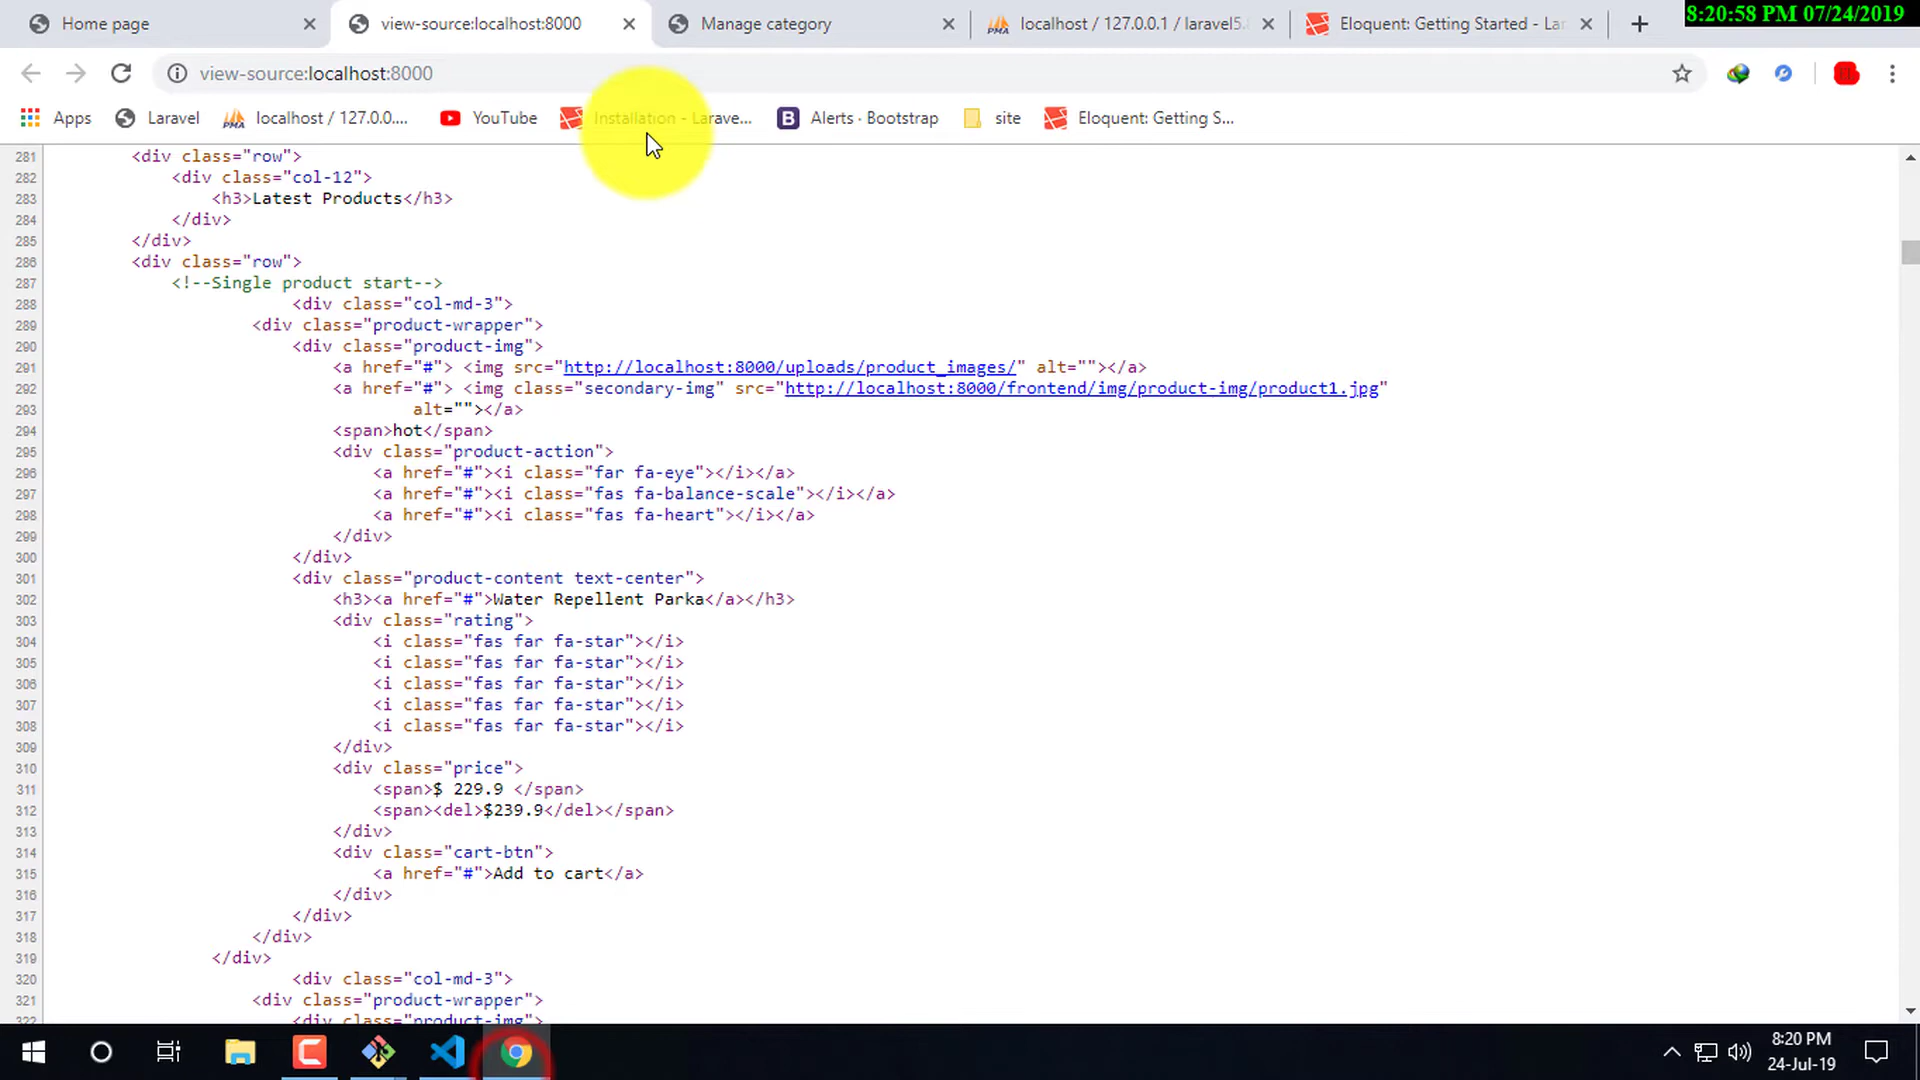 Home page
view-source:localhost:8000
Manage category
localhost / 127.0.0.1 / laravel5.
Eloquent: Getting Started - La
8:20:58 PM 07/24/2019
view-source:localhost:8000
Apps
Laravel
localhost / 127.0.0....
YouTube
Installation - Larave...
Alerts · Bootstrap
site
Eloquent: Getting S...
281 <div class="row">
282 <div class="col-12">
283 <h3>Latest Products</h3>
284 </div>
285 </div>
286 <div class="row">
287 <!--Single product start-->
288 <div class="col-md-3">
289 <div class="product-wrapper">
290 <div class="product-img">
291 <a href="#"> <img src="http://localhost:8000/uploads/product_images/" alt=""></a>
292 <a href="#"> <img class="secondary-img" src="http://localhost:8000/frontend/img/product-img/product1.jpg"
293 alt=""></a>
294 <span>hot</span>
295 <div class="product-action">
296 <a href="#"><i class="far fa-eye"></i></a>
297 <a href="#"><i class="fas fa-balance-scale"></i></a>
298 <a href="#"><i class="fas fa-heart"></i></a>
299 </div>
300 </div>
301 <div class="product-content text-center">
302 <h3><a href="#">Water Repellent Parka</a></h3>
303 <div class="rating">
304 <i class="fas far fa-star"></i>
305 <i class="fas far fa-star"></i>
306 <i class="fas far fa-star"></i>
307 <i class="fas far fa-star"></i>
308 <i class="fas far fa-star"></i>
309 </div>
310 <div class="price">
311 <span>$ 229.9 </span>
312 <span><del>$239.9</del></span>
313 </div>
314 <div class="cart-btn">
315 <a href="#">Add to cart</a>
316 </div>
317 </div>
318 </div>
319 </div>
320 <div class="col-md-3">
321 <div class="product-wrapper">
322 <div class="product-img">
8:20 PM
24-Jul-19